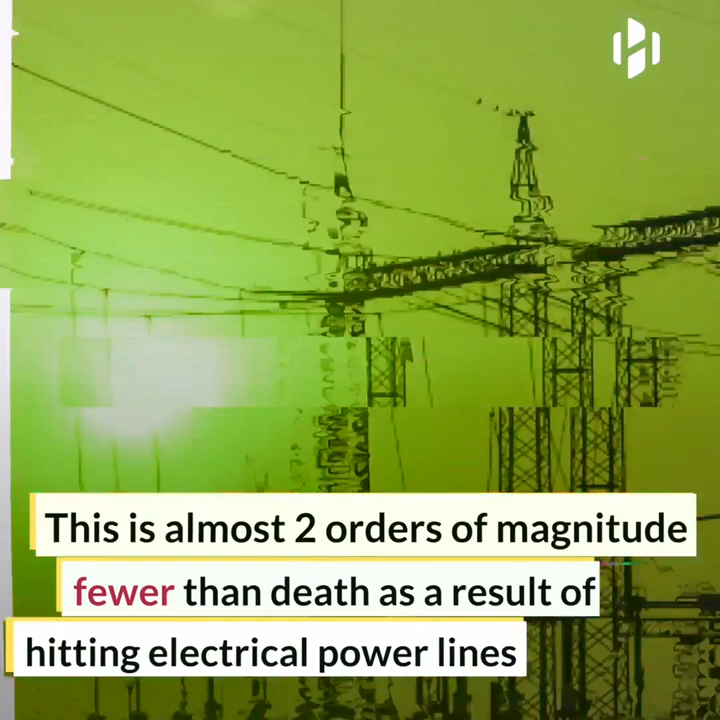 This is almost 2 orders of magnitude
fewer than death as a result of
hitting electrical power lines